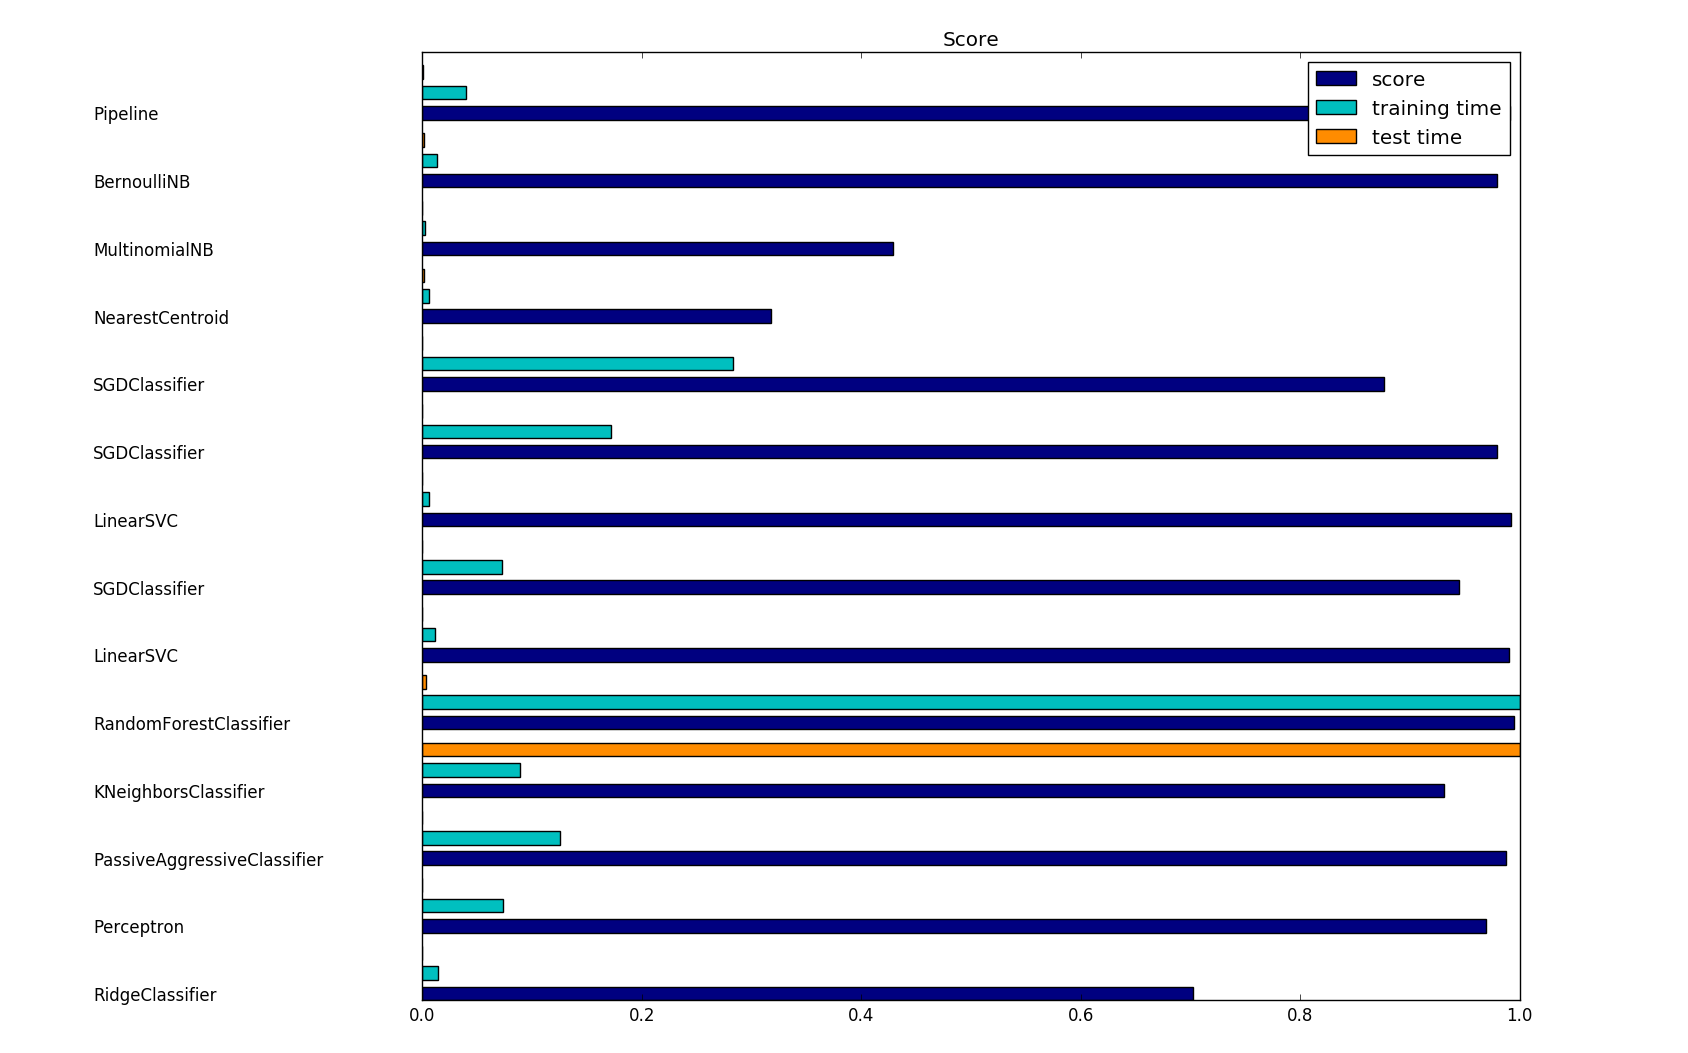 Score
score
training time
test time
Pipeline
BernoulliNB
MultinomialNB
NearestCentroid
SGDClassifier
SGDClassifier
LinearSVC
SGDClassifier
LinearSVC
RandomForestClassifier
KNeighborsClassifier
PassiveAggressiveClassifier
Perceptron
RidgeClassifier
0.0 0.2 0.4 0.6 0.8 1.0